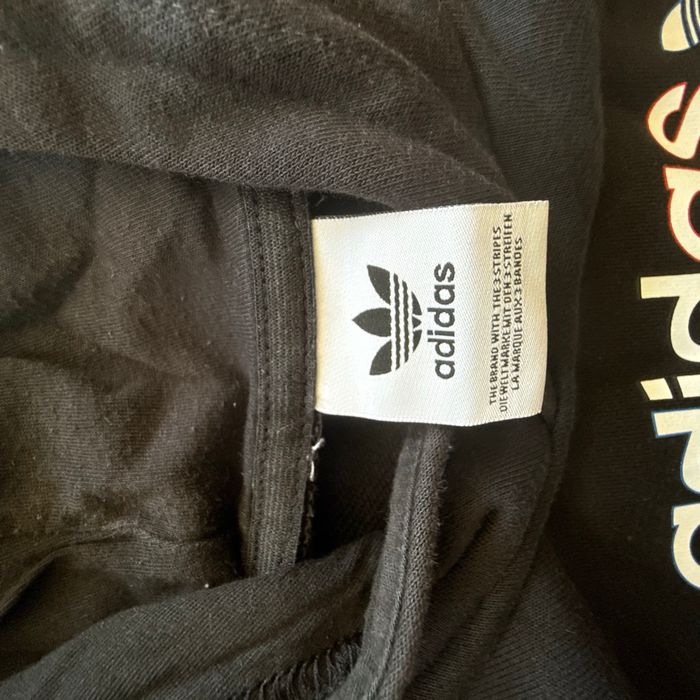 adidas
THE BRAND WITH THE 3 STRIPES
DIE WELTMARKE MIT DEN 3 STREIFEN
LA MARQUE AUX 3 BANDES
adidas